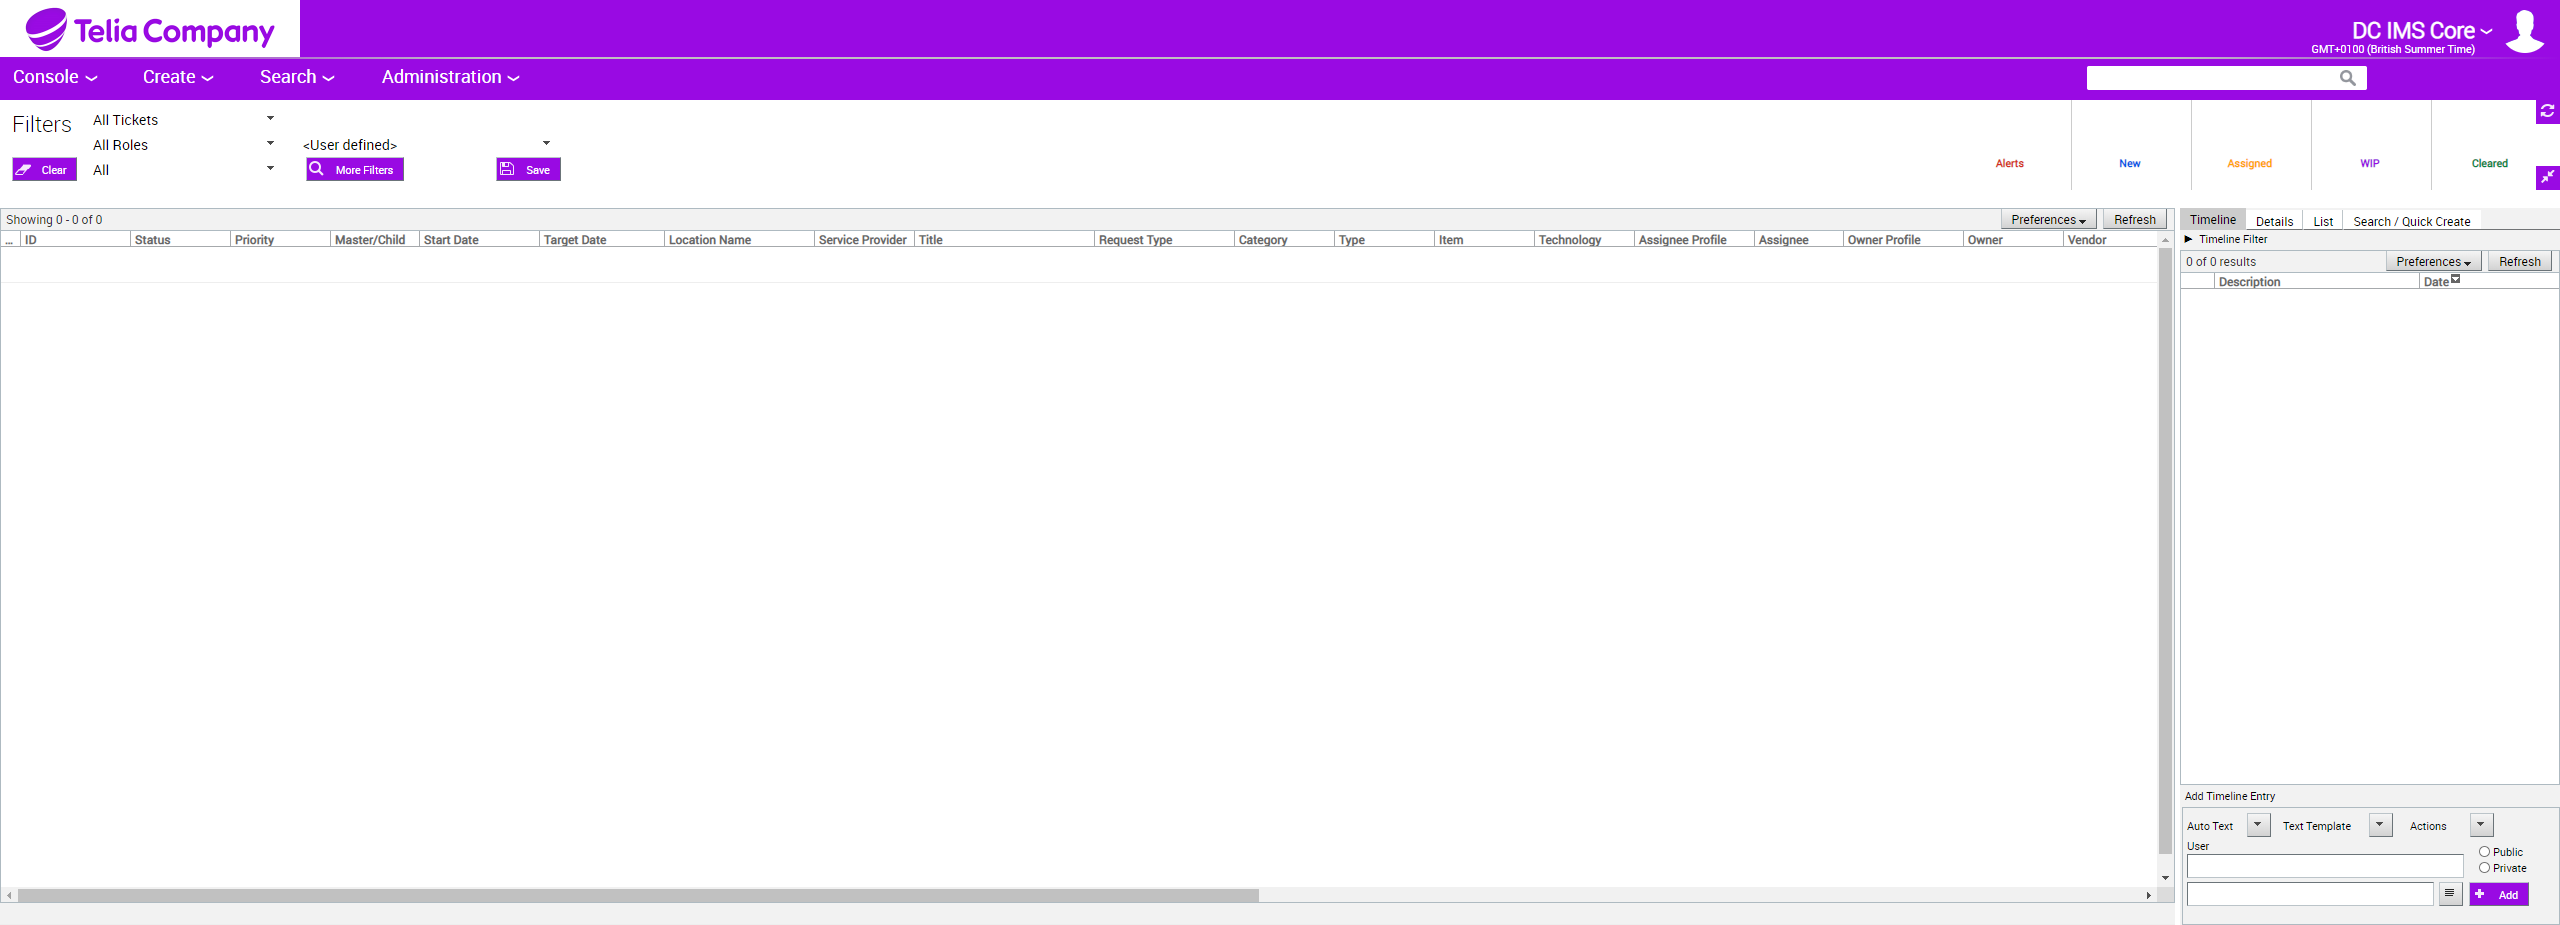 Telia Company
DC IMS Core
GMT+0100 (British Summer Time)
Console Create Search Administration
Filters
All Tickets
All Roles <User defined>
Clear All More Filters Save
Alerts New Assigned WIP Cleared
Showing 0 - 0 of 0 Preferences Refresh
... ID Status Priority Master/Child Start Date Target Date Location Name Service Provider Title Request Type Category Type Item Technology Assignee Profile Assignee Owner Profile Owner Vendor
Timeline Details List Search / Quick Create
Timeline Filter
0 of 0 results Preferences Refresh
Description Date
Add Timeline Entry
Auto Text Text Template Actions
User
Public
Private
Add